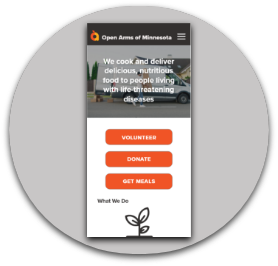 Open Arms of Minnesota
We cook and deliver
delicious, nutritious
food to people living
with life-threatening
diseases
VOLUNTEER
DONATE
GET MEALS
What We Do